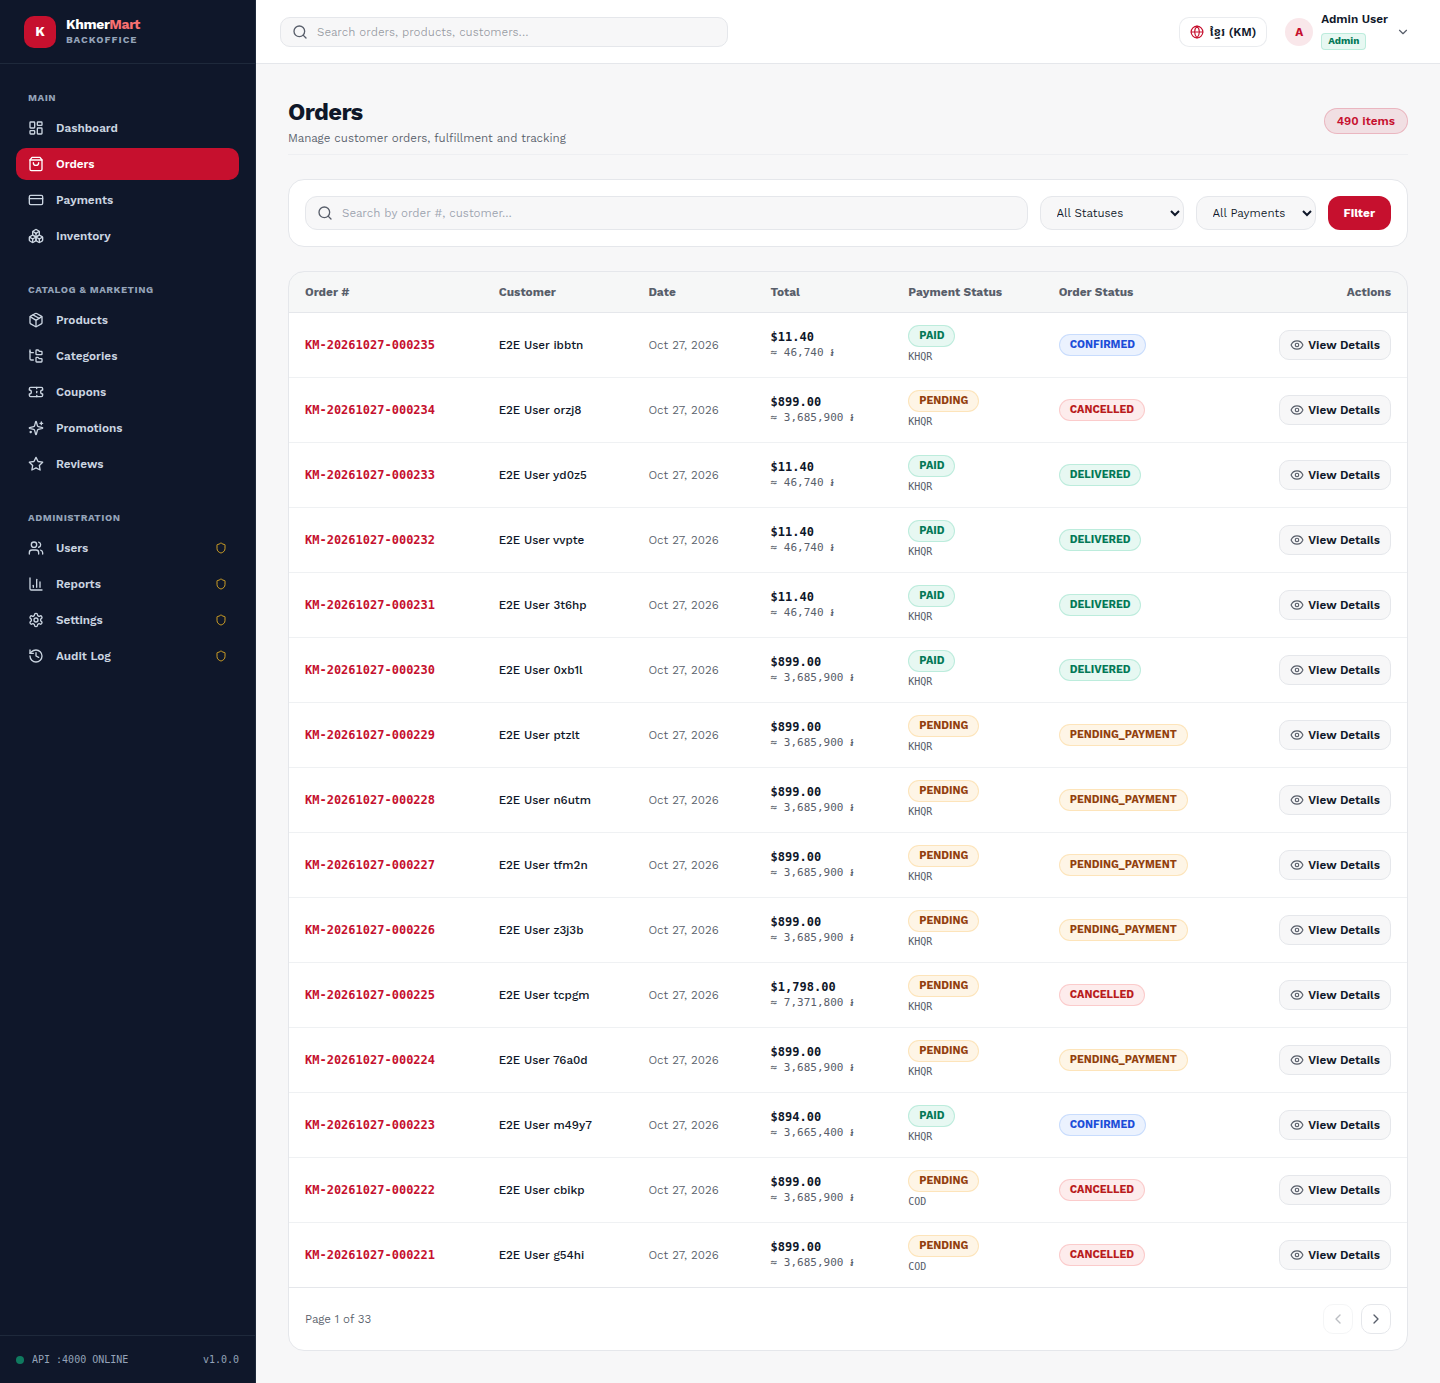 K
KhmerMart
BACKOFFICE
Search orders, products, customers...
ខ្មែរ (KM)
A
Admin User
Admin
MAIN
Dashboard
Orders
Payments
Inventory
CATALOG & MARKETING
Products
Categories
Coupons
Promotions
Reviews
ADMINISTRATION
Users
Reports
Settings
Audit Log
API :4000 ONLINE
v1.0.0
Orders
Manage customer orders, fulfillment and tracking
490 items
Search by order #, customer...
All Statuses
All Payments
Filter
Order # Customer Date Total Payment Status Order Status Actions
KM-20261027-000235 E2E User ibbtn Oct 27, 2026 $11.40 PAID CONFIRMED View Details
≈ 46,740 ៛ KHQR
KM-20261027-000234 E2E User orzj8 Oct 27, 2026 $899.00 PENDING CANCELLED View Details
≈ 3,685,900 ៛ KHQR
KM-20261027-000233 E2E User yd0z5 Oct 27, 2026 $11.40 PAID DELIVERED View Details
≈ 46,740 ៛ KHQR
KM-20261027-000232 E2E User vvpte Oct 27, 2026 $11.40 PAID DELIVERED View Details
≈ 46,740 ៛ KHQR
KM-20261027-000231 E2E User 3t6hp Oct 27, 2026 $11.40 PAID DELIVERED View Details
≈ 46,740 ៛ KHQR
KM-20261027-000230 E2E User 0xb1l Oct 27, 2026 $899.00 PAID DELIVERED View Details
≈ 3,685,900 ៛ KHQR
KM-20261027-000229 E2E User ptzlt Oct 27, 2026 $899.00 PENDING PENDING_PAYMENT View Details
≈ 3,685,900 ៛ KHQR
KM-20261027-000228 E2E User n6utm Oct 27, 2026 $899.00 PENDING PENDING_PAYMENT View Details
≈ 3,685,900 ៛ KHQR
KM-20261027-000227 E2E User tfm2n Oct 27, 2026 $899.00 PENDING PENDING_PAYMENT View Details
≈ 3,685,900 ៛ KHQR
KM-20261027-000226 E2E User z3j3b Oct 27, 2026 $899.00 PENDING PENDING_PAYMENT View Details
≈ 3,685,900 ៛ KHQR
KM-20261027-000225 E2E User tcpgm Oct 27, 2026 $1,798.00 PENDING CANCELLED View Details
≈ 7,371,800 ៛ KHQR
KM-20261027-000224 E2E User 76a0d Oct 27, 2026 $899.00 PENDING PENDING_PAYMENT View Details
≈ 3,685,900 ៛ KHQR
KM-20261027-000223 E2E User m49y7 Oct 27, 2026 $894.00 PAID CONFIRMED View Details
≈ 3,665,400 ៛ KHQR
KM-20261027-000222 E2E User cbikp Oct 27, 2026 $899.00 PENDING CANCELLED View Details
≈ 3,685,900 ៛ COD
KM-20261027-000221 E2E User g54hi Oct 27, 2026 $899.00 PENDING CANCELLED View Details
≈ 3,685,900 ៛ COD
Page 1 of 33